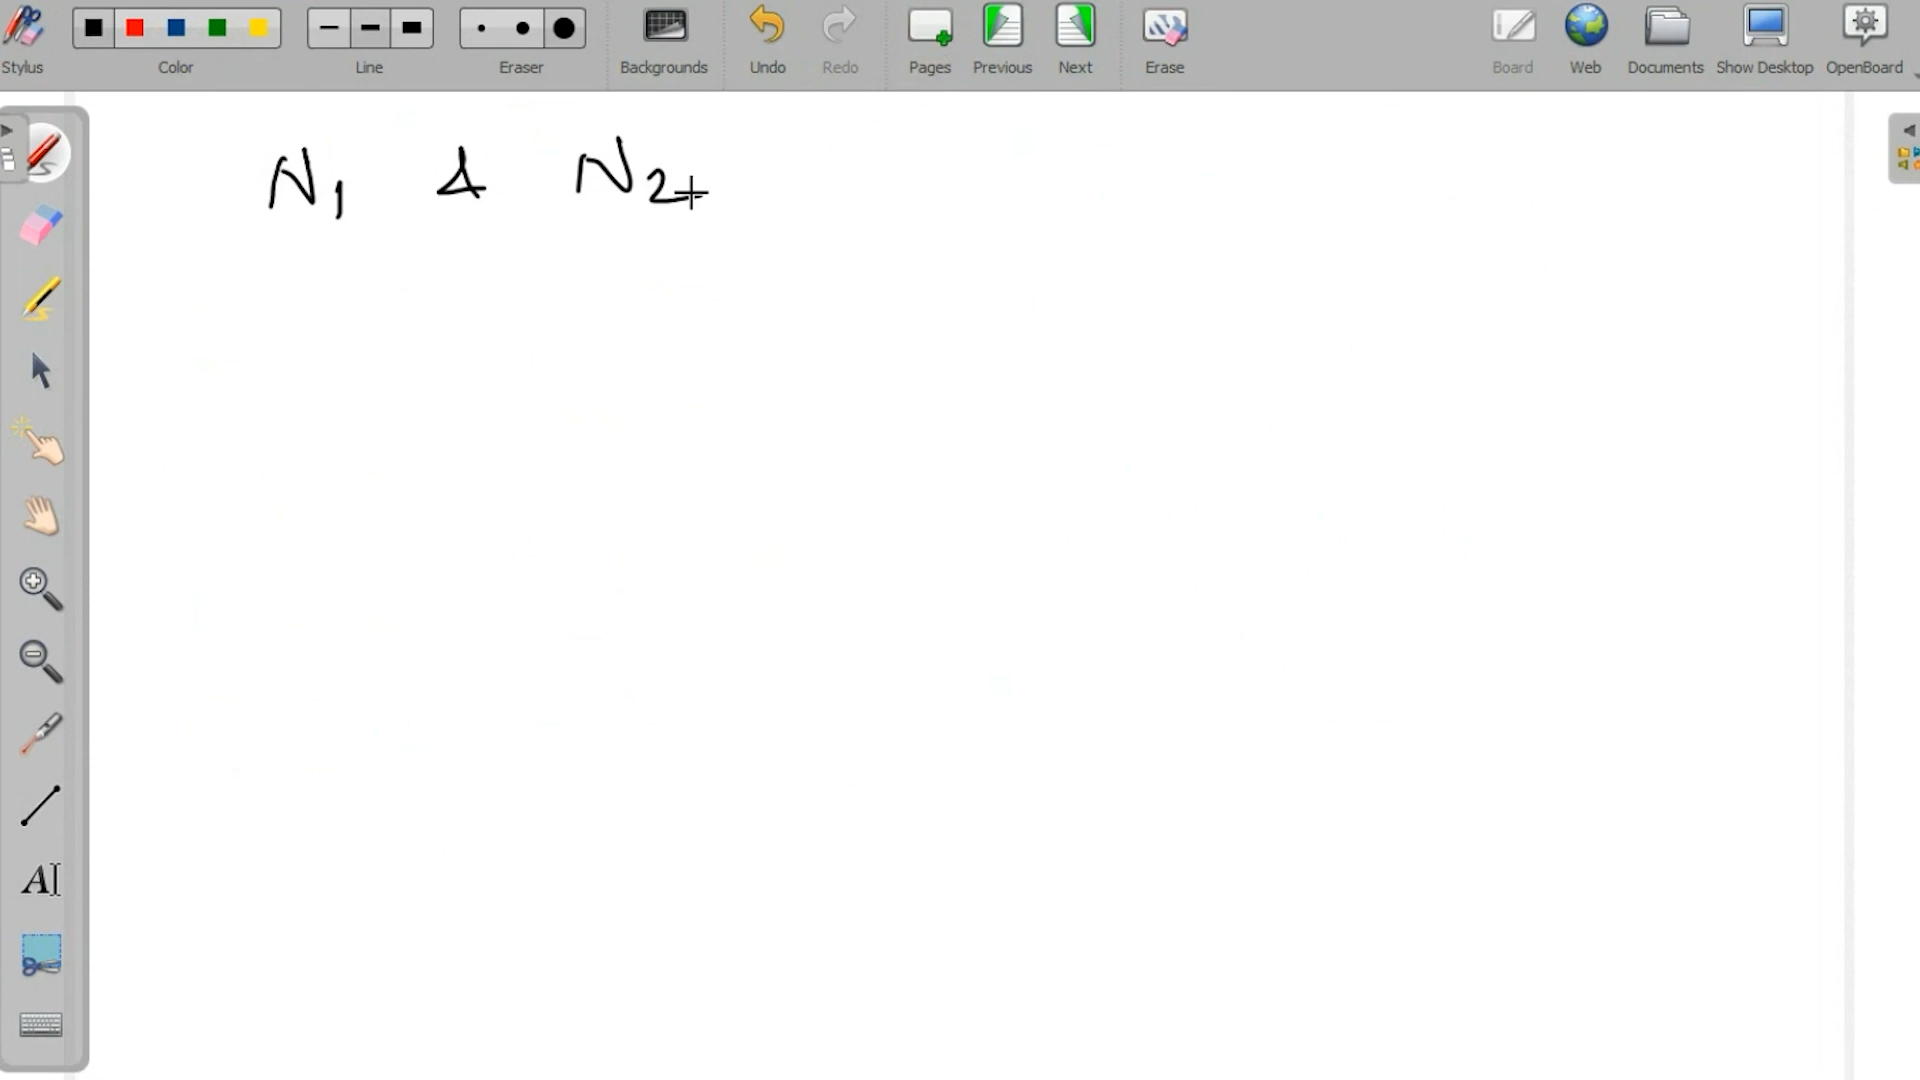 Stylus Color Line Eraser Backgrounds Undo Redo Pages Previous Next Erase Board Web Documents Show Desktop OpenBoard
N₁ & N₂
AI